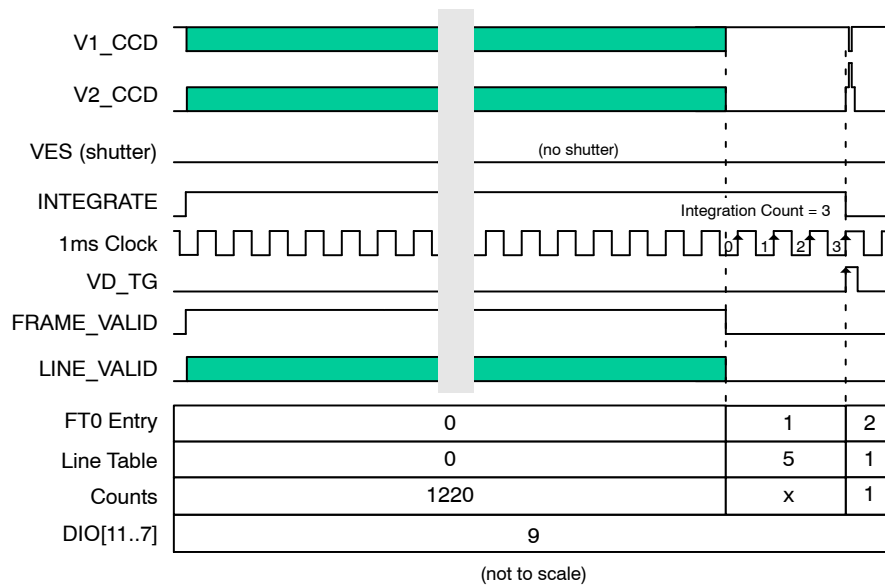 V1_CCD
V2_CCD
VES (shutter)
(no shutter)
INTEGRATE
Integration Count = 3
1ms Clock
0 1 2 3
VD_TG
FRAME_VALID
LINE_VALID
FT0 Entry 0 1 2
Line Table 0 5 1
Counts 1220 x 1
DIO[11..7] 9
(not to scale)